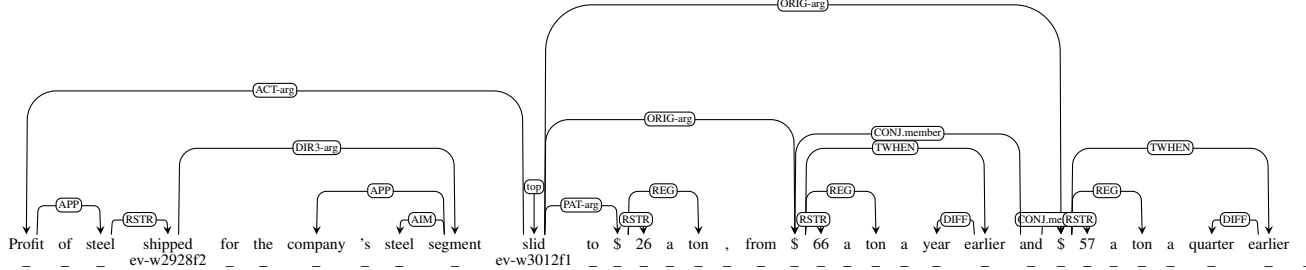 ORIG-arg
ACT-arg
ORIG-arg
CONJ.member
DIR3-arg TWHEN TWHEN
top
APP REG REG REG
APP PAT-arg
RSTR AIM RSTR RSTR DIFF CONJ.me RSTR DIFF
Profit of steel shipped for the company 's steel segment slid to $ 26 a ton , from $ 66 a ton a year earlier and $ 57 a ton a quarter earlier
_ _ _ ev-w2928f2 _ _ _ _ _ _ ev-w3012f1 _ _ _ _ _ _ _ _ _ _ _ _ _ _ _ _ _ _ _ _ _